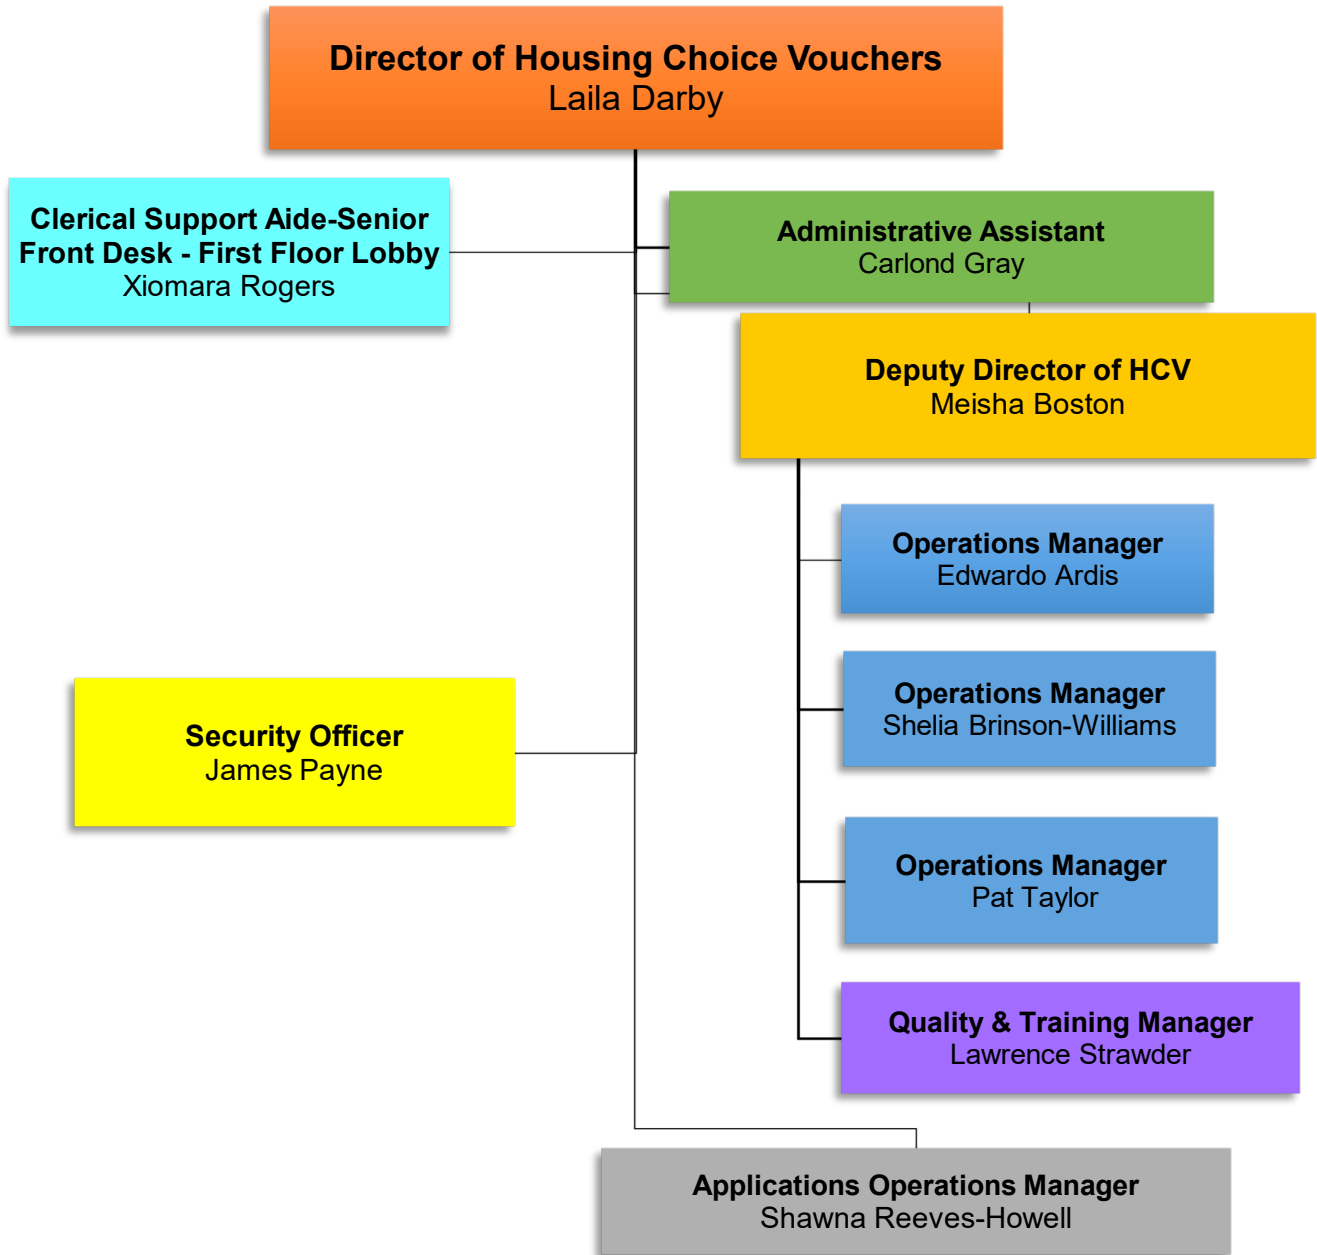 Director of Housing Choice Vouchers
Laila Darby
Clerical Support Aide-Senior
Front Desk - First Floor Lobby
Xiomara Rogers
Administrative Assistant
Carlond Gray
Deputy Director of HCV
Meisha Boston
Operations Manager
Edwardo Ardis
Operations Manager
Shelia Brinson-Williams
Security Officer
James Payne
Operations Manager
Pat Taylor
Quality & Training Manager
Lawrence Strawder
Applications Operations Manager
Shawna Reeves-Howell